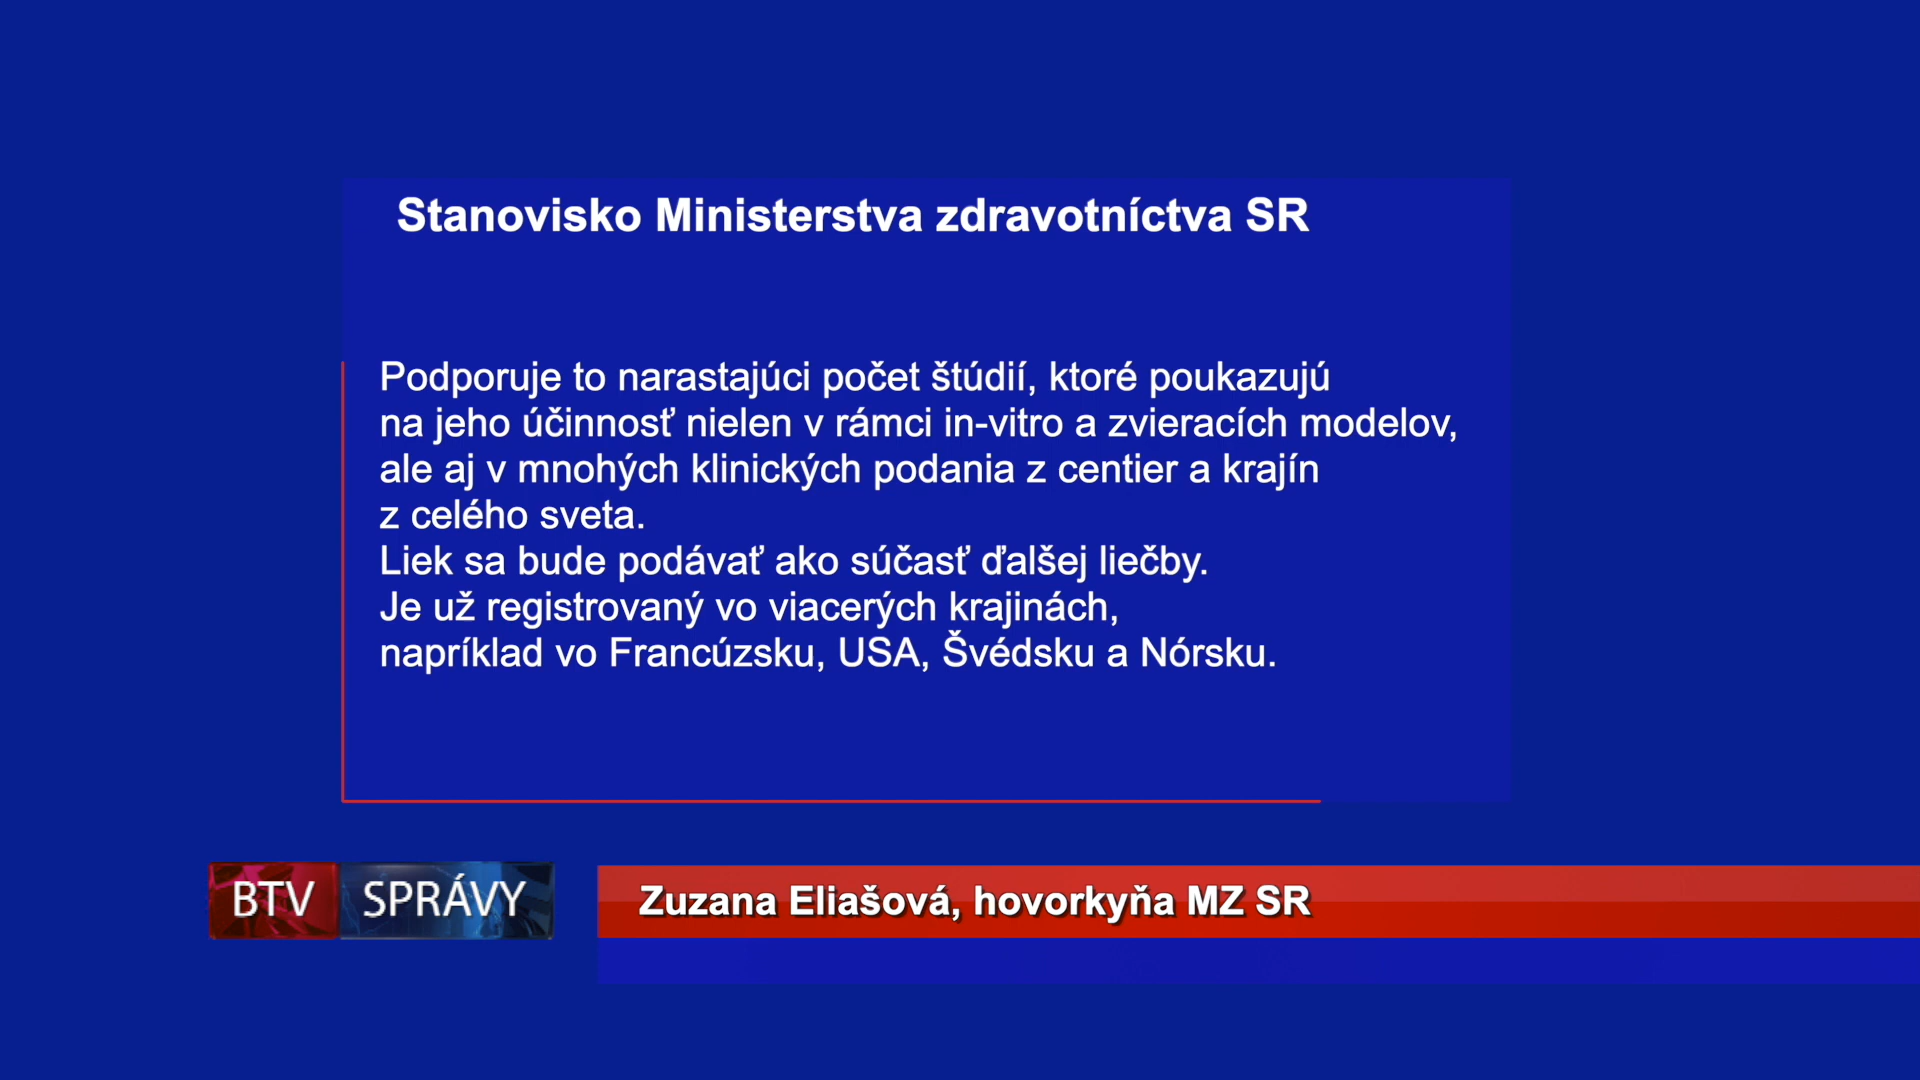 Stanovisko Ministerstva zdravotníctva SR
Podporuje to narastajúci počet štúdií, ktoré poukazujú
na jeho účinnosť nielen v rámci in-vitro a zvieracích modelov,
ale aj v mnohých klinických podania z centier a krajín
z celého sveta.
Liek sa bude podávať ako súčasť ďalšej liečby.
Je už registrovaný vo viacerých krajinách,
napríklad vo Francúzsku, USA, Švédsku a Nórsku.
BTV SPRÁVY
Zuzana Eliašová, hovorkyňa MZ SR